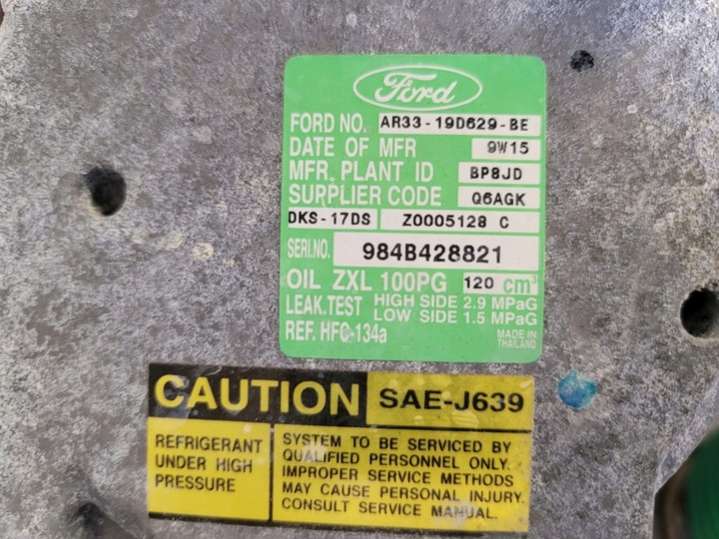 Ford
FORD NO. AR33-19D629-BE
DATE OF MFR 9W15
MFR. PLANT ID BP8JD
SUPPLIER CODE Q6AGK
DKS-17DS Z0005128 C
SERI.NO. 984B428821
OIL ZXL 100PG 120 cm³
LEAK.TEST HIGH SIDE 2.9 MPaG
LOW SIDE 1.5 MPaG
REF. HFC-134a
MADE IN
THAILAND
CAUTION SAE-J639
REFRIGERANT
UNDER HIGH
PRESSURE
SYSTEM TO BE SERVICED BY
QUALIFIED PERSONNEL ONLY.
IMPROPER SERVICE METHODS
MAY CAUSE PERSONAL INJURY.
CONSULT SERVICE MANUAL.